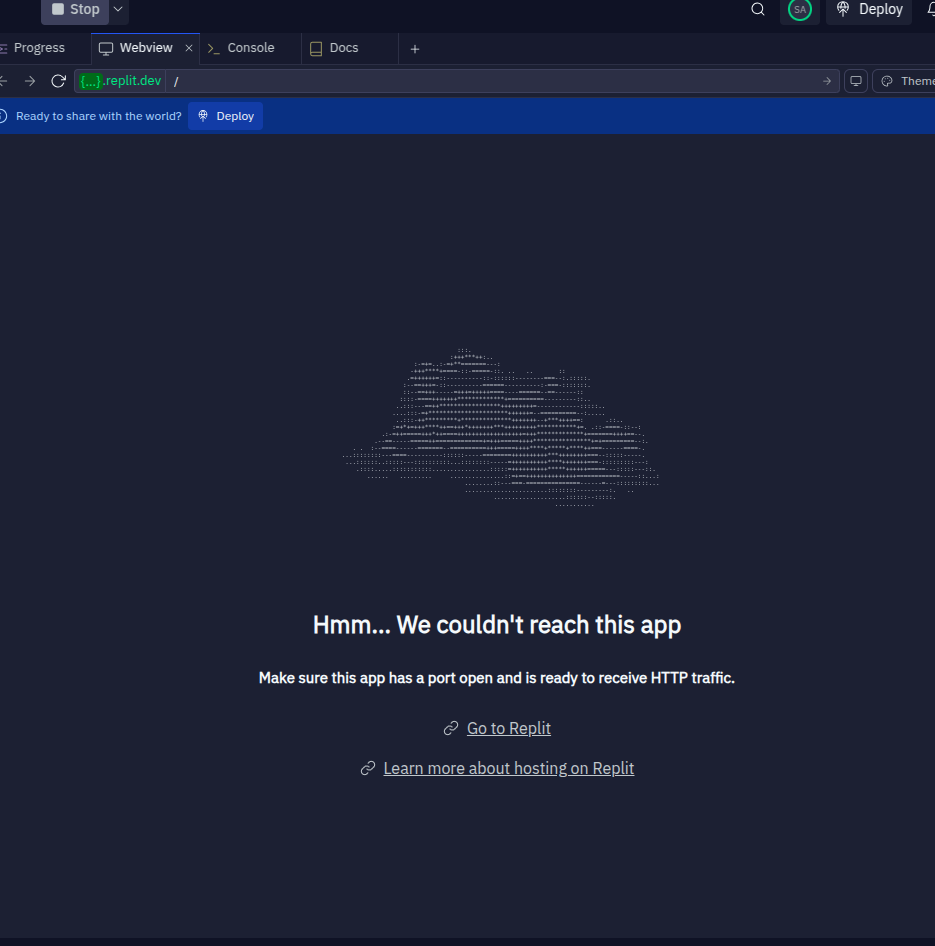 Stop
SA
Deploy
Progress
Webview
Console
Docs
{...}.replit.dev /
Theme
Ready to share with the world?
Deploy
Hmm... We couldn't reach this app
Make sure this app has a port open and is ready to receive HTTP traffic.
Go to Replit
Learn more about hosting on Replit